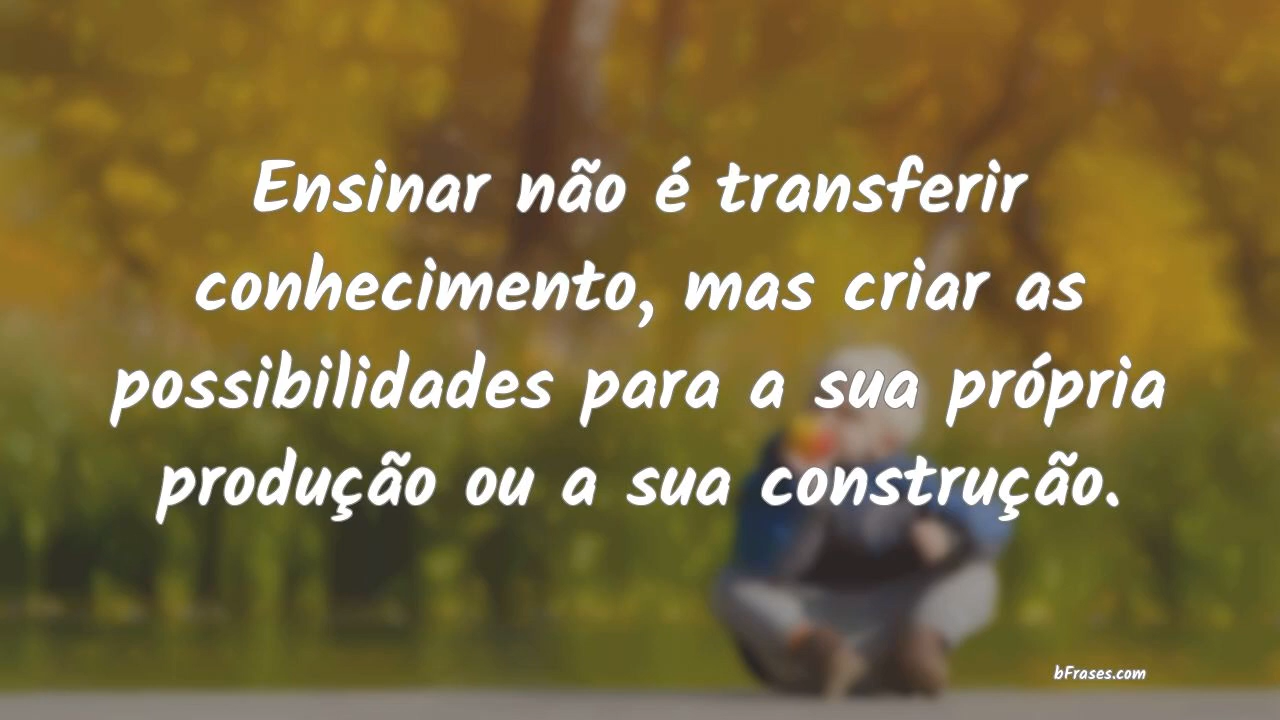 Ensinar não é transferir
conhecimento, mas criar as
possibilidades para a sua própria
produção ou a sua construção.
bFrases.com